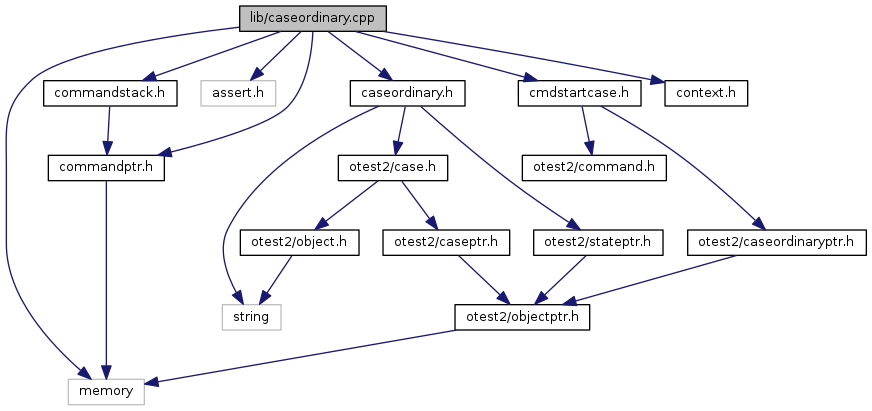 lib/caseordinary.cpp
commandstack.h
assert.h
caseordinary.h
cmdstartcase.h
context.h
commandptr.h
otest2/case.h
otest2/command.h
otest2/object.h
otest2/caseptr.h
otest2/stateptr.h
otest2/caseordinaryptr.h
string
otest2/objectptr.h
memory